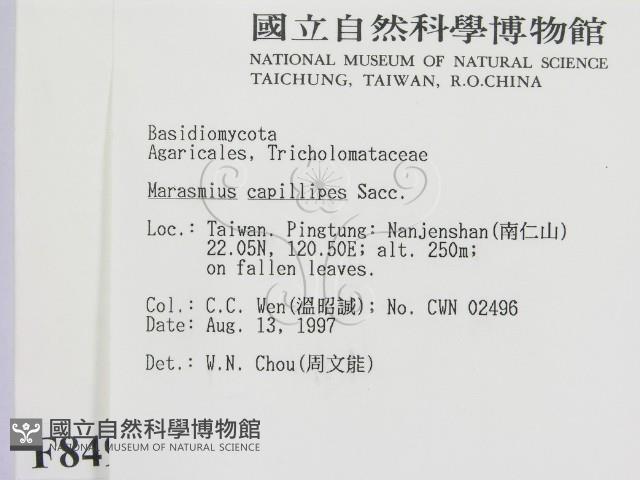 國立自然科學博物館
NATIONAL MUSEUM OF NATURAL SCIENCE
TAICHUNG, TAIWAN, R.O.CHINA
Basidiomycota
Agaricales, Tricholomataceae
Marasmius capillipes Sacc.
Loc.: Taiwan. Pingtung: Nanjenshan(南仁山)
22.05N, 120.50E; alt. 250m;
on fallen leaves.
Col.: C.C. Wen(溫昭誠); No. CWN 02496
Date: Aug. 13, 1997
Det.: W.N. Chou(周文能)
國立自然科學博物館
NATIONAL MUSEUM OF NATURAL SCIENCE